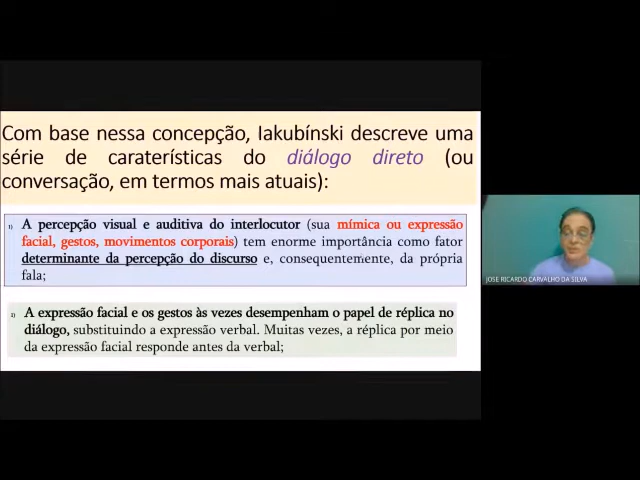 Com base nessa concepção, Iakubínski descreve uma
série de caraterísticas do diálogo direto (ou
conversação, em termos mais atuais):
1) A percepção visual e auditiva do interlocutor (sua mímica ou expressão
facial, gestos, movimentos corporais) tem enorme importância como fator
determinante da percepção do discurso e, consequentemente, da própria
fala;
2) A expressão facial e os gestos às vezes desempenham o papel de réplica no
diálogo, substituindo a expressão verbal. Muitas vezes, a réplica por meio
da expressão facial responde antes da verbal;
JOSE RICARDO CARVALHO DA SILVA